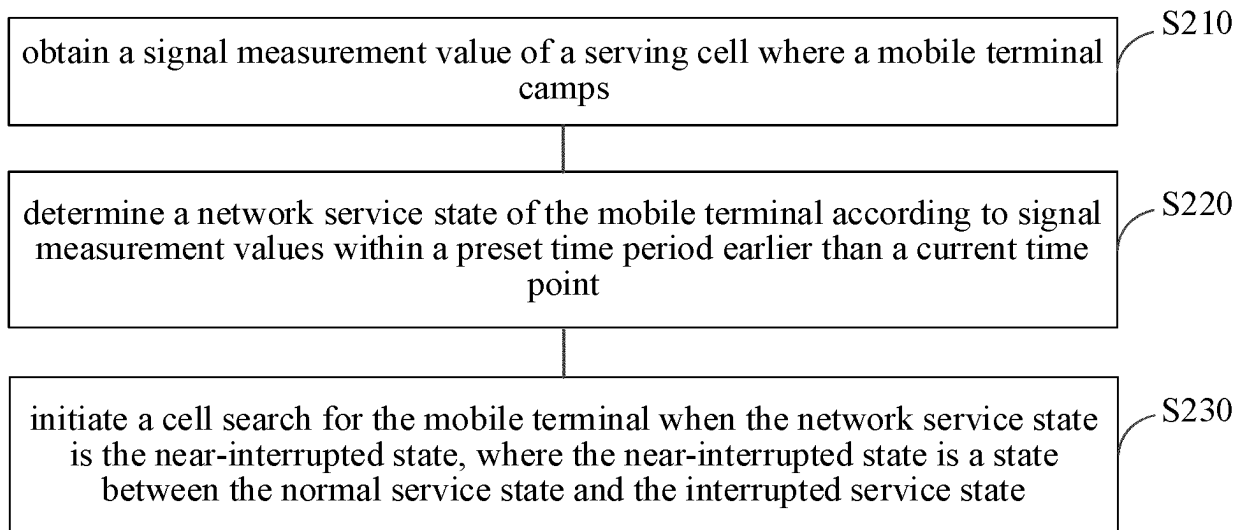 S210
obtain a signal measurement value of a serving cell where a mobile terminal
camps
S220
determine a network service state of the mobile terminal according to signal
measurement values within a preset time period earlier than a current time
point
S230
initiate a cell search for the mobile terminal when the network service state
is the near-interrupted state, where the near-interrupted state is a state
between the normal service state and the interrupted service state